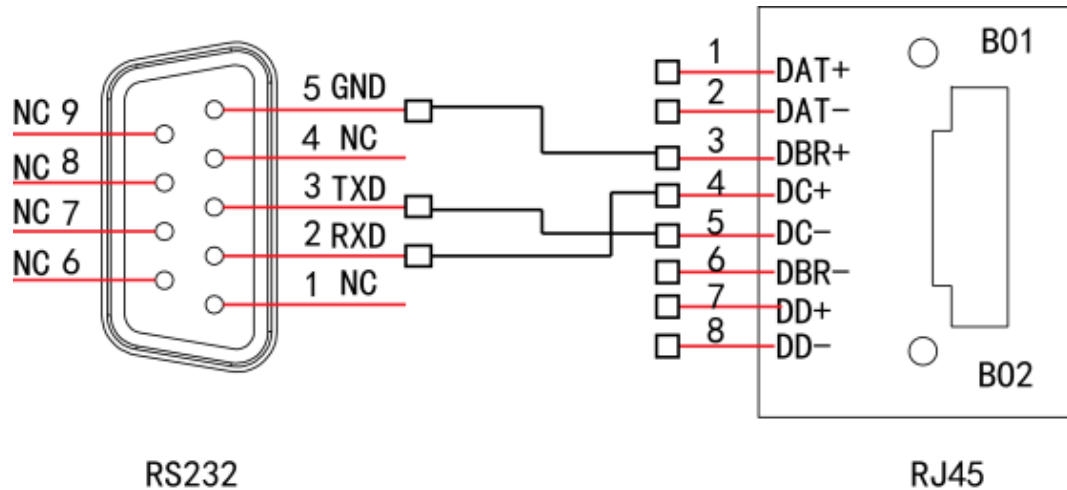 NC 9
NC 8
NC 7
NC 6
5 GND
4 NC
3 TXD
2 RXD
1 NC
1 DAT+
2 DAT-
3 DBR+
4 DC+
5 DC-
6 DBR-
7 DD+
8 DD-
B01
B02
RS232
RJ45